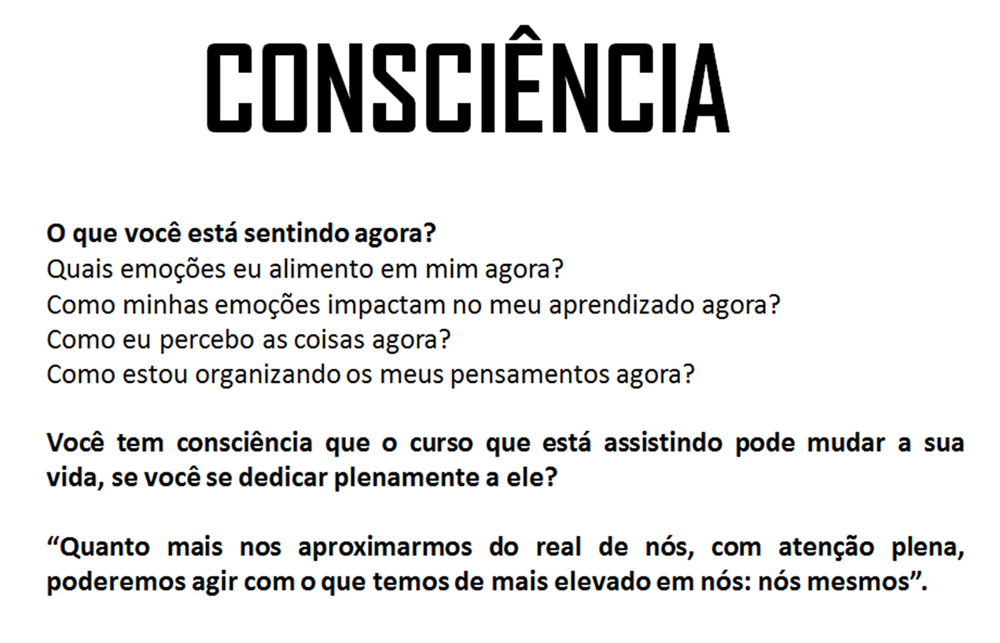 CONSCIÊNCIA
O que você está sentindo agora?
Quais emoções eu alimento em mim agora?
Como minhas emoções impactam no meu aprendizado agora?
Como eu percebo as coisas agora?
Como estou organizando os meus pensamentos agora?
Você tem consciência que o curso que está assistindo pode mudar a sua
vida, se você se dedicar plenamente a ele?
“Quanto mais nos aproximarmos do real de nós, com atenção plena,
poderemos agir com o que temos de mais elevado em nós: nós mesmos”.